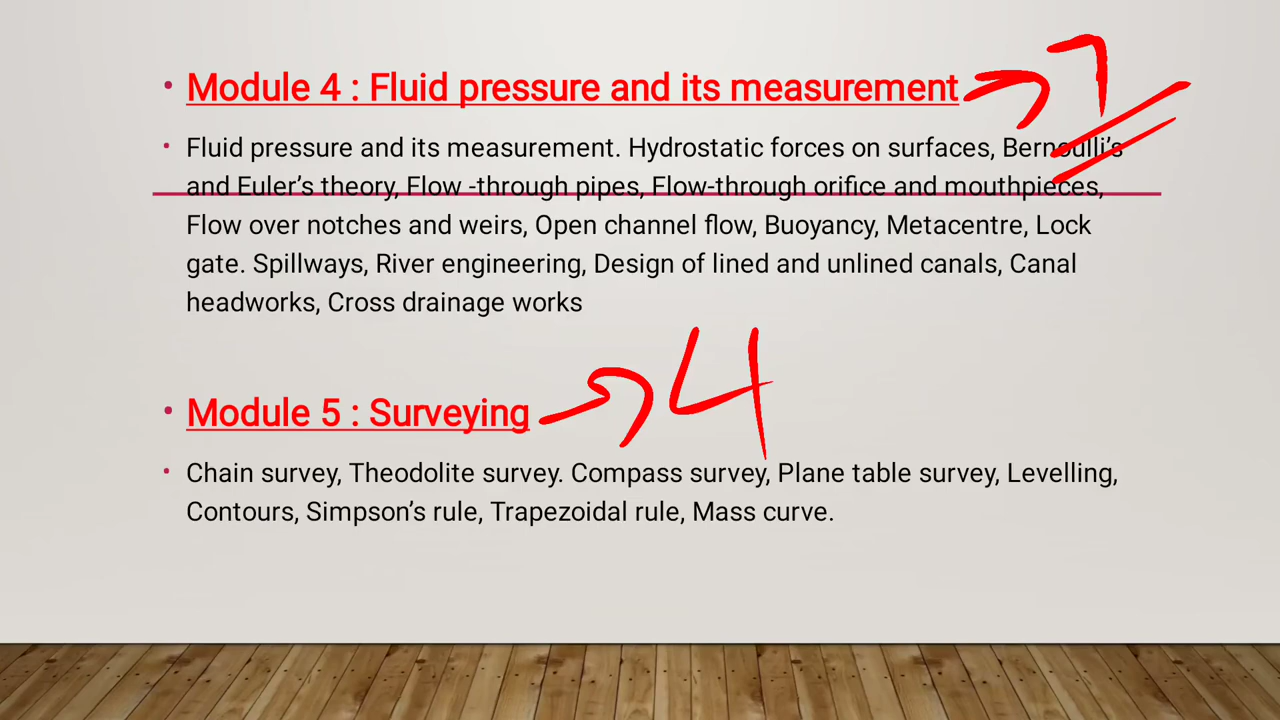 • Module 4 : Fluid pressure and its measurement → 7
• Fluid pressure and its measurement. Hydrostatic forces on surfaces, Bernoulli's
and Euler's theory, Flow -through pipes, Flow-through orifice and mouthpieces,
Flow over notches and weirs, Open channel flow, Buoyancy, Metacentre, Lock
gate. Spillways, River engineering, Design of lined and unlined canals, Canal
headworks, Cross drainage works
• Module 5 : Surveying → 4
• Chain survey, Theodolite survey. Compass survey, Plane table survey, Levelling,
Contours, Simpson's rule, Trapezoidal rule, Mass curve.